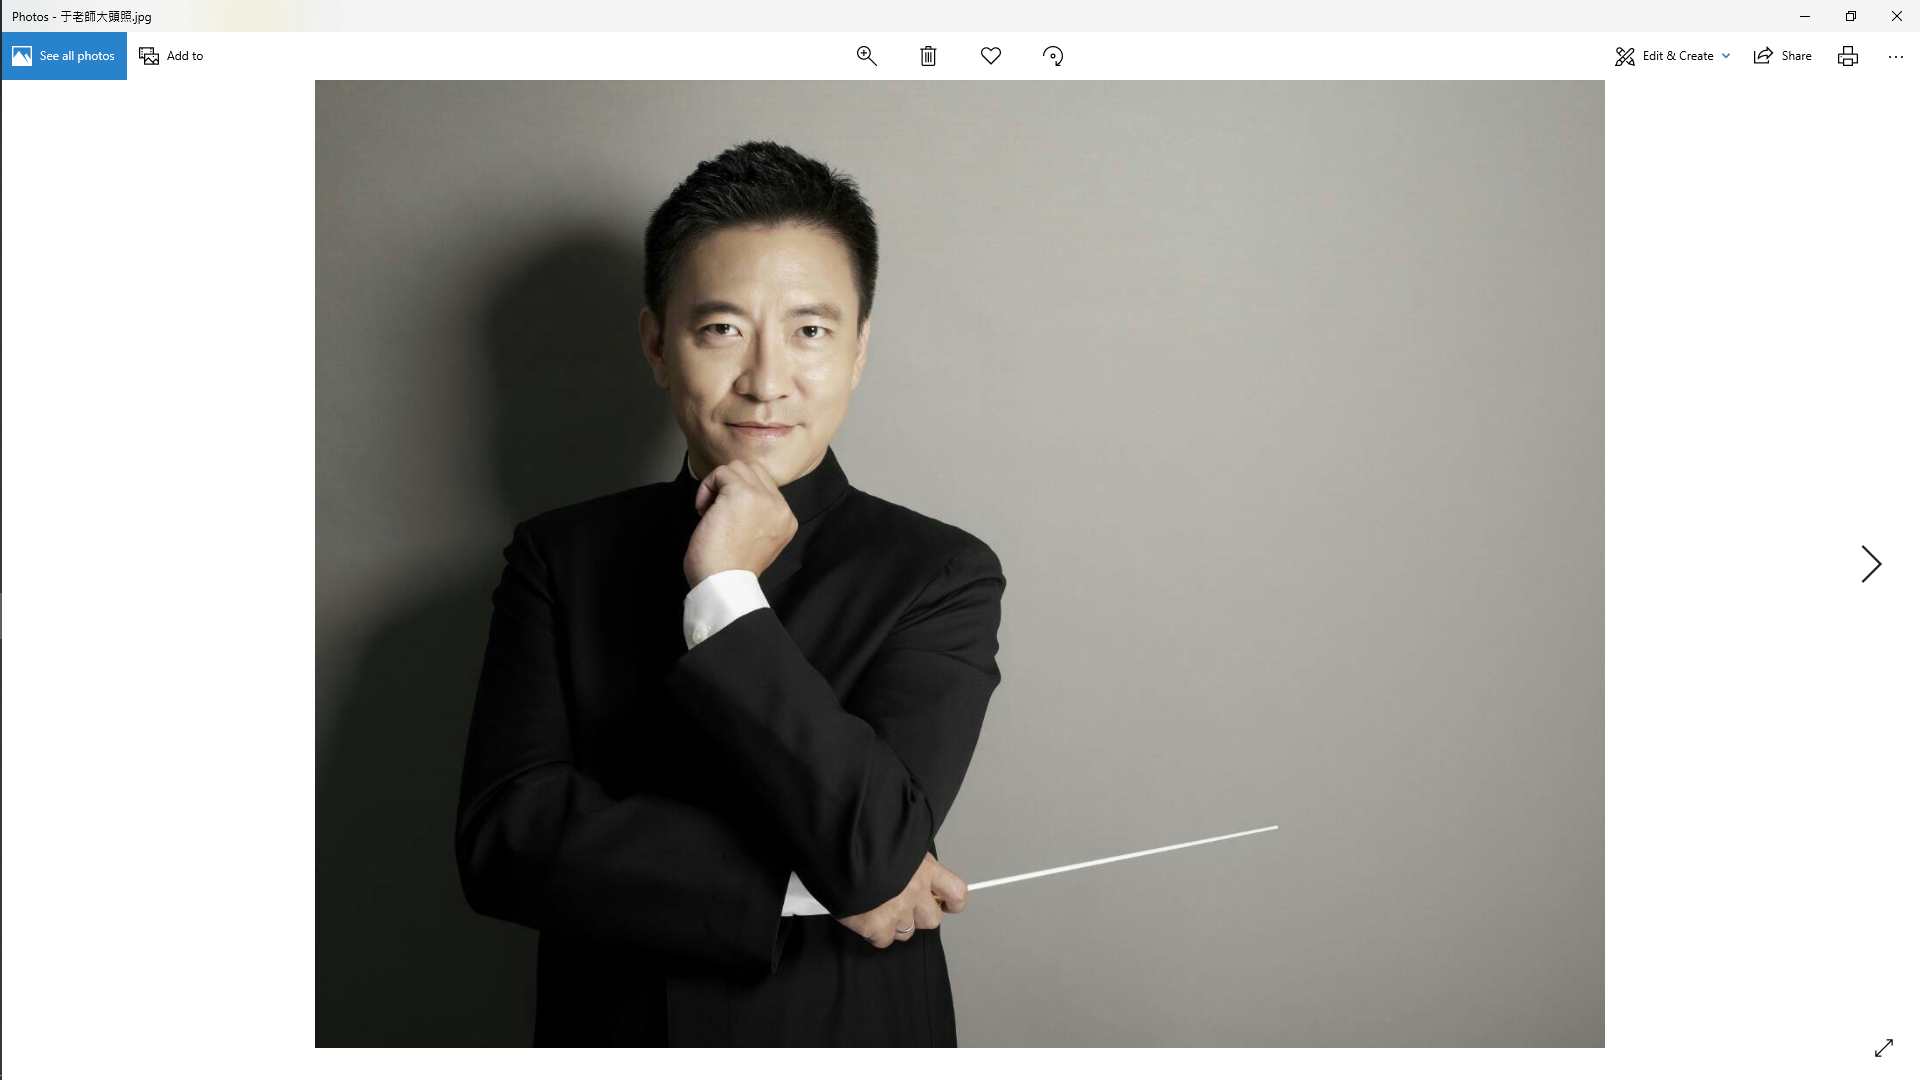 Photos - 于老師大頭照.jpg
See all photos
Add to
Edit & Create
Share